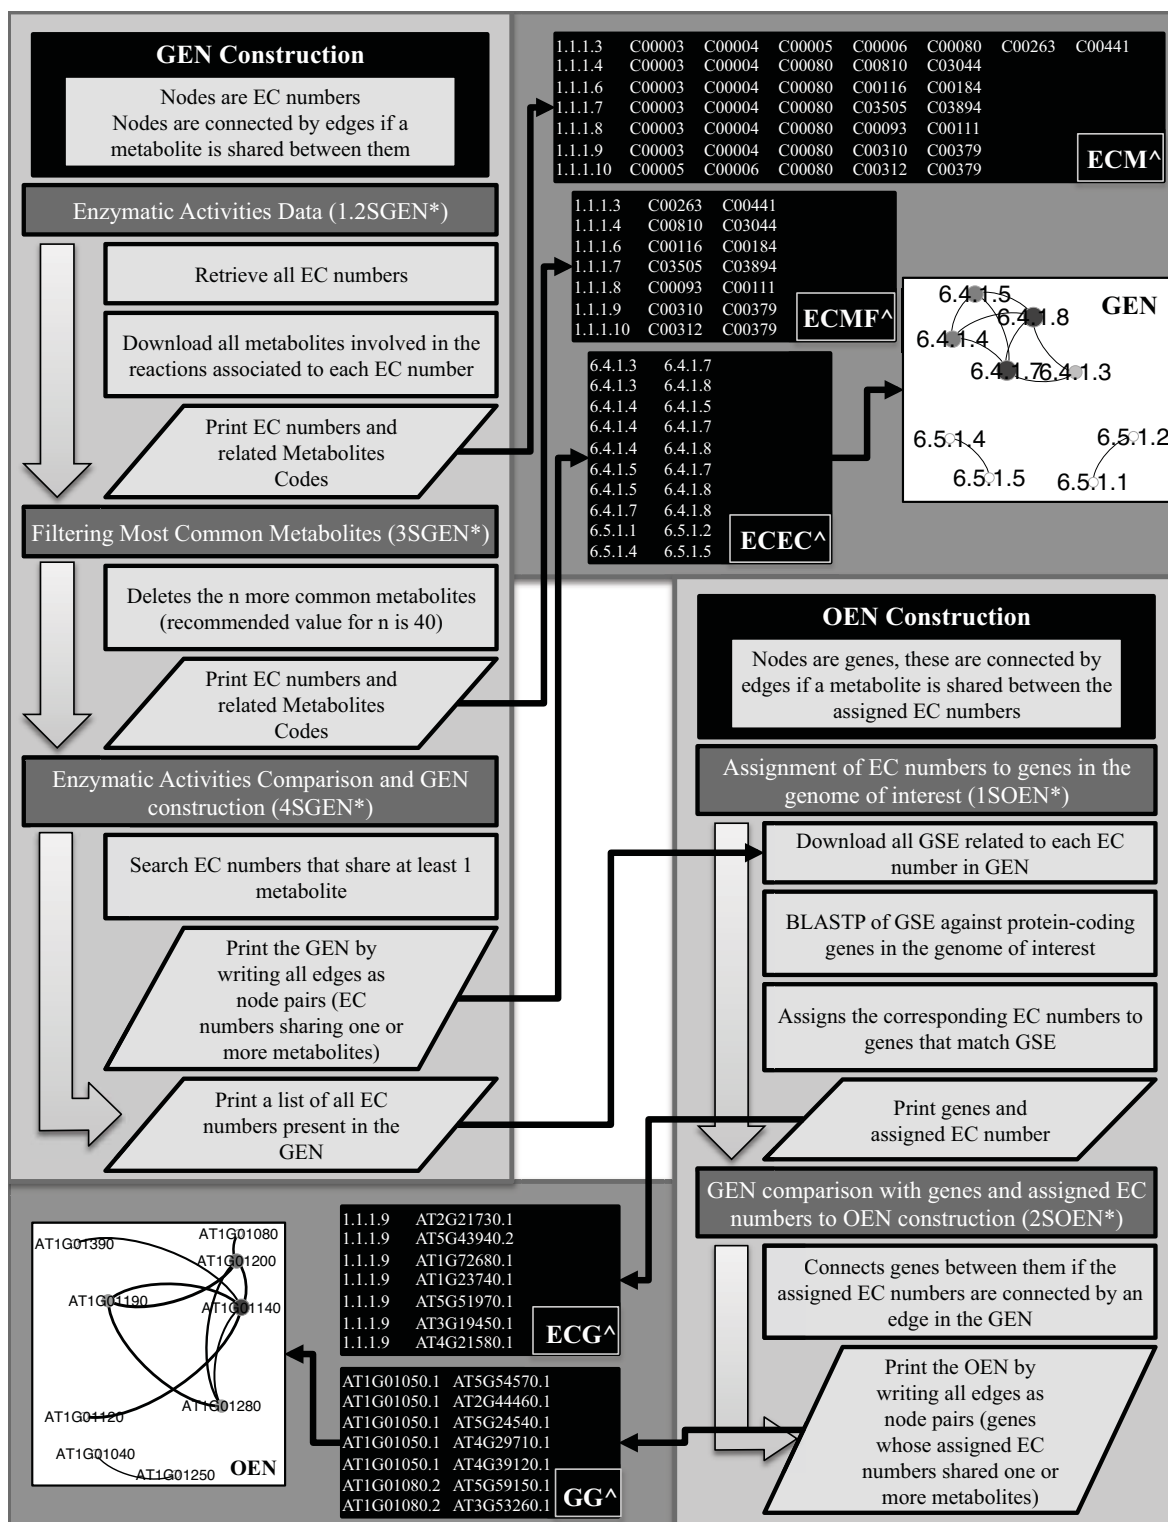 GEN Construction
Nodes are EC numbers
Nodes are connected by edges if a
metabolite is shared between them
Enzymatic Activities Data (1.2SGEN*)
Retrieve all EC numbers
Download all metabolites involved in the
reactions associated to each EC number
Print EC numbers and
related Metabolites
Codes
Filtering Most Common Metabolites (3SGEN*)
Deletes the n more common metabolites
(recommended value for n is 40)
Print EC numbers and
related Metabolites
Codes
Enzymatic Activities Comparison and GEN
construction (4SGEN*)
Search EC numbers that share at least 1
metabolite
Print the GEN by
writing all edges as
node pairs (EC
numbers sharing one or
more metabolites)
Print a list of all EC
numbers present in the
GEN
1.1.1.3 C00003 C00004 C00005 C00006 C00080 C00263 C00441
1.1.1.4 C00003 C00004 C00080 C00810 C03044
1.1.1.6 C00003 C00004 C00080 C00116 C00184
1.1.1.7 C00003 C00004 C00080 C03505 C03894
1.1.1.8 C00003 C00004 C00080 C00093 C00111
1.1.1.9 C00003 C00004 C00080 C00310 C00379
1.1.1.10 C00005 C00006 C00080 C00312 C00379
ECM^
1.1.1.3 C00263 C00441
1.1.1.4 C00810 C03044
1.1.1.6 C00116 C00184
1.1.1.7 C03505 C03894
1.1.1.8 C00093 C00111
1.1.1.9 C00310 C00379
1.1.1.10 C00312 C00379
ECMF^
6.4.1.3 6.4.1.7
6.4.1.3 6.4.1.8
6.4.1.4 6.4.1.5
6.4.1.4 6.4.1.7
6.4.1.4 6.4.1.8
6.4.1.5 6.4.1.7
6.4.1.5 6.4.1.8
6.4.1.7 6.4.1.8
6.5.1.1 6.5.1.2
6.5.1.4 6.5.1.5
ECEC^
GEN
6.4.1.5
6.4.1.8
6.4.1.4
6.4.1.7
6.4.1.3
6.5.1.4
6.5.1.2
6.5.1.5
6.5.1.1
OEN Construction
Nodes are genes, these are connected by
edges if a metabolite is shared between the
assigned EC numbers
Assignment of EC numbers to genes in the
genome of interest (1SOEN*)
Download all GSE related to each EC
number in GEN
BLASTP of GSE against protein-coding
genes in the genome of interest
Assigns the corresponding EC numbers to
genes that match GSE
Print genes and
assigned EC number
GEN comparison with genes and assigned EC
numbers to OEN construction (2SOEN*)
Connects genes between them if the
assigned EC numbers are connected by an
edge in the GEN
Print the OEN by
writing all edges as
node pairs (genes
whose assigned EC
numbers shared one or
more metabolites)
1.1.1.9 AT2G21730.1
1.1.1.9 AT5G43940.2
1.1.1.9 AT1G72680.1
1.1.1.9 AT1G23740.1
1.1.1.9 AT5G51970.1
1.1.1.9 AT3G19450.1
1.1.1.9 AT4G21580.1
ECG^
AT1G01050.1 AT5G54570.1
AT1G01050.1 AT2G44460.1
AT1G01050.1 AT5G24540.1
AT1G01050.1 AT4G29710.1
AT1G01050.1 AT4G39120.1
AT1G01080.2 AT5G59150.1
AT1G01080.2 AT3G53260.1
GG^
AT1G01080
AT1G01390
AT1G01200
AT1G01190
AT1G01140
AT1G01280
AT1G01120
AT1G01040
AT1G01250
OEN